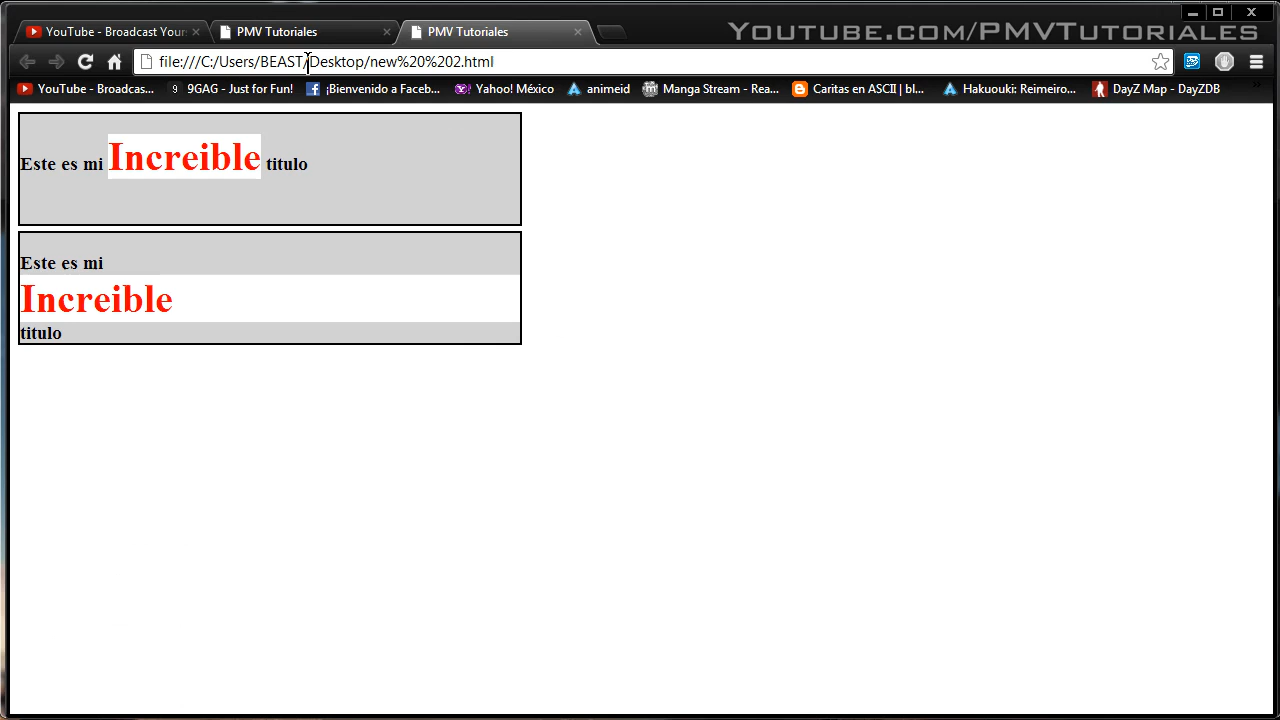 YouTube - Broadcast Your
PMV Tutoriales
PMV Tutoriales
Youtube.com/PMVTutoriales
file:///C:/Users/BEAST/Desktop/new%20%202.html
YouTube - Broadcas...
9 9GAG - Just for Fun!
¡Bienvenido a Faceb...
Yahoo! México
animeid
Manga Stream - Rea...
Caritas en ASCII | bl...
Hakuouki: Reimeiro...
DayZ Map - DayZDB
Este es mi Increible titulo
Este es mi
Increible
titulo